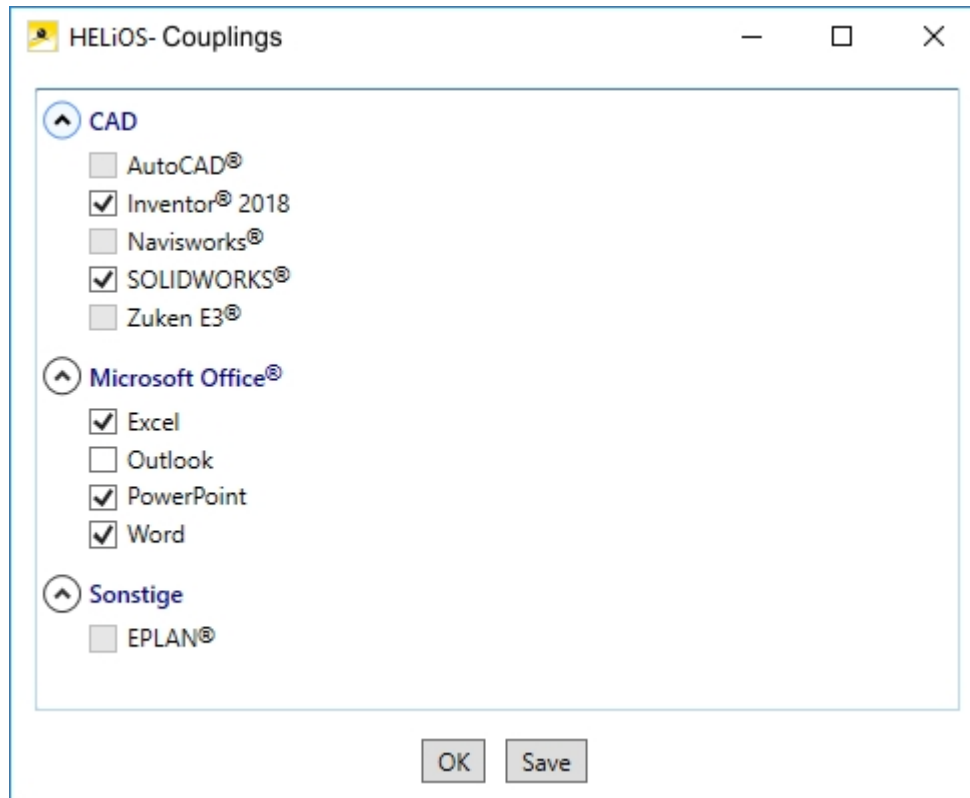 HELiOS- Couplings
CAD
AutoCAD®
Inventor® 2018
Navisworks®
SOLIDWORKS®
Zuken E3®
Microsoft Office®
Excel
Outlook
PowerPoint
Word
Sonstige
EPLAN®
OK Save